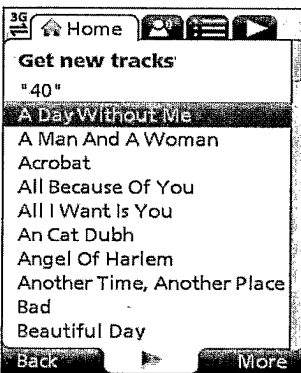 3G Home
Get new tracks
"40"
A Day Without Me
A Man And A Woman
Acrobat
All Because Of You
All I Want Is You
An Cat Dubh
Angel Of Harlem
Another Time, Another Place
Bad
Beautiful Day
Back More